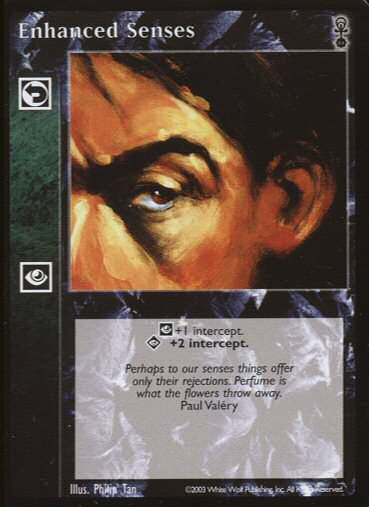 Enhanced Senses
+1 intercept.
+2 intercept.
Perhaps to our senses things offer
only their rejections. Perfume is
what the flowers throw away.
Paul Valéry
Illus. Philip Tan
©2003 White Wolf Publishing, Inc. All Rights Reserved.